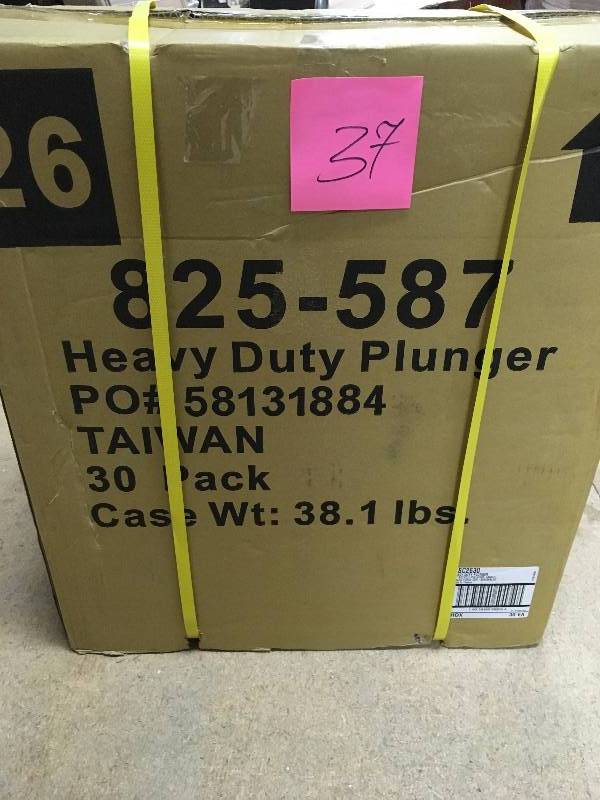 26
37
825-587
Heavy Duty Plunger
PO# 58131884
TAIWAN
30 Pack
Case Wt: 38.1 lbs.